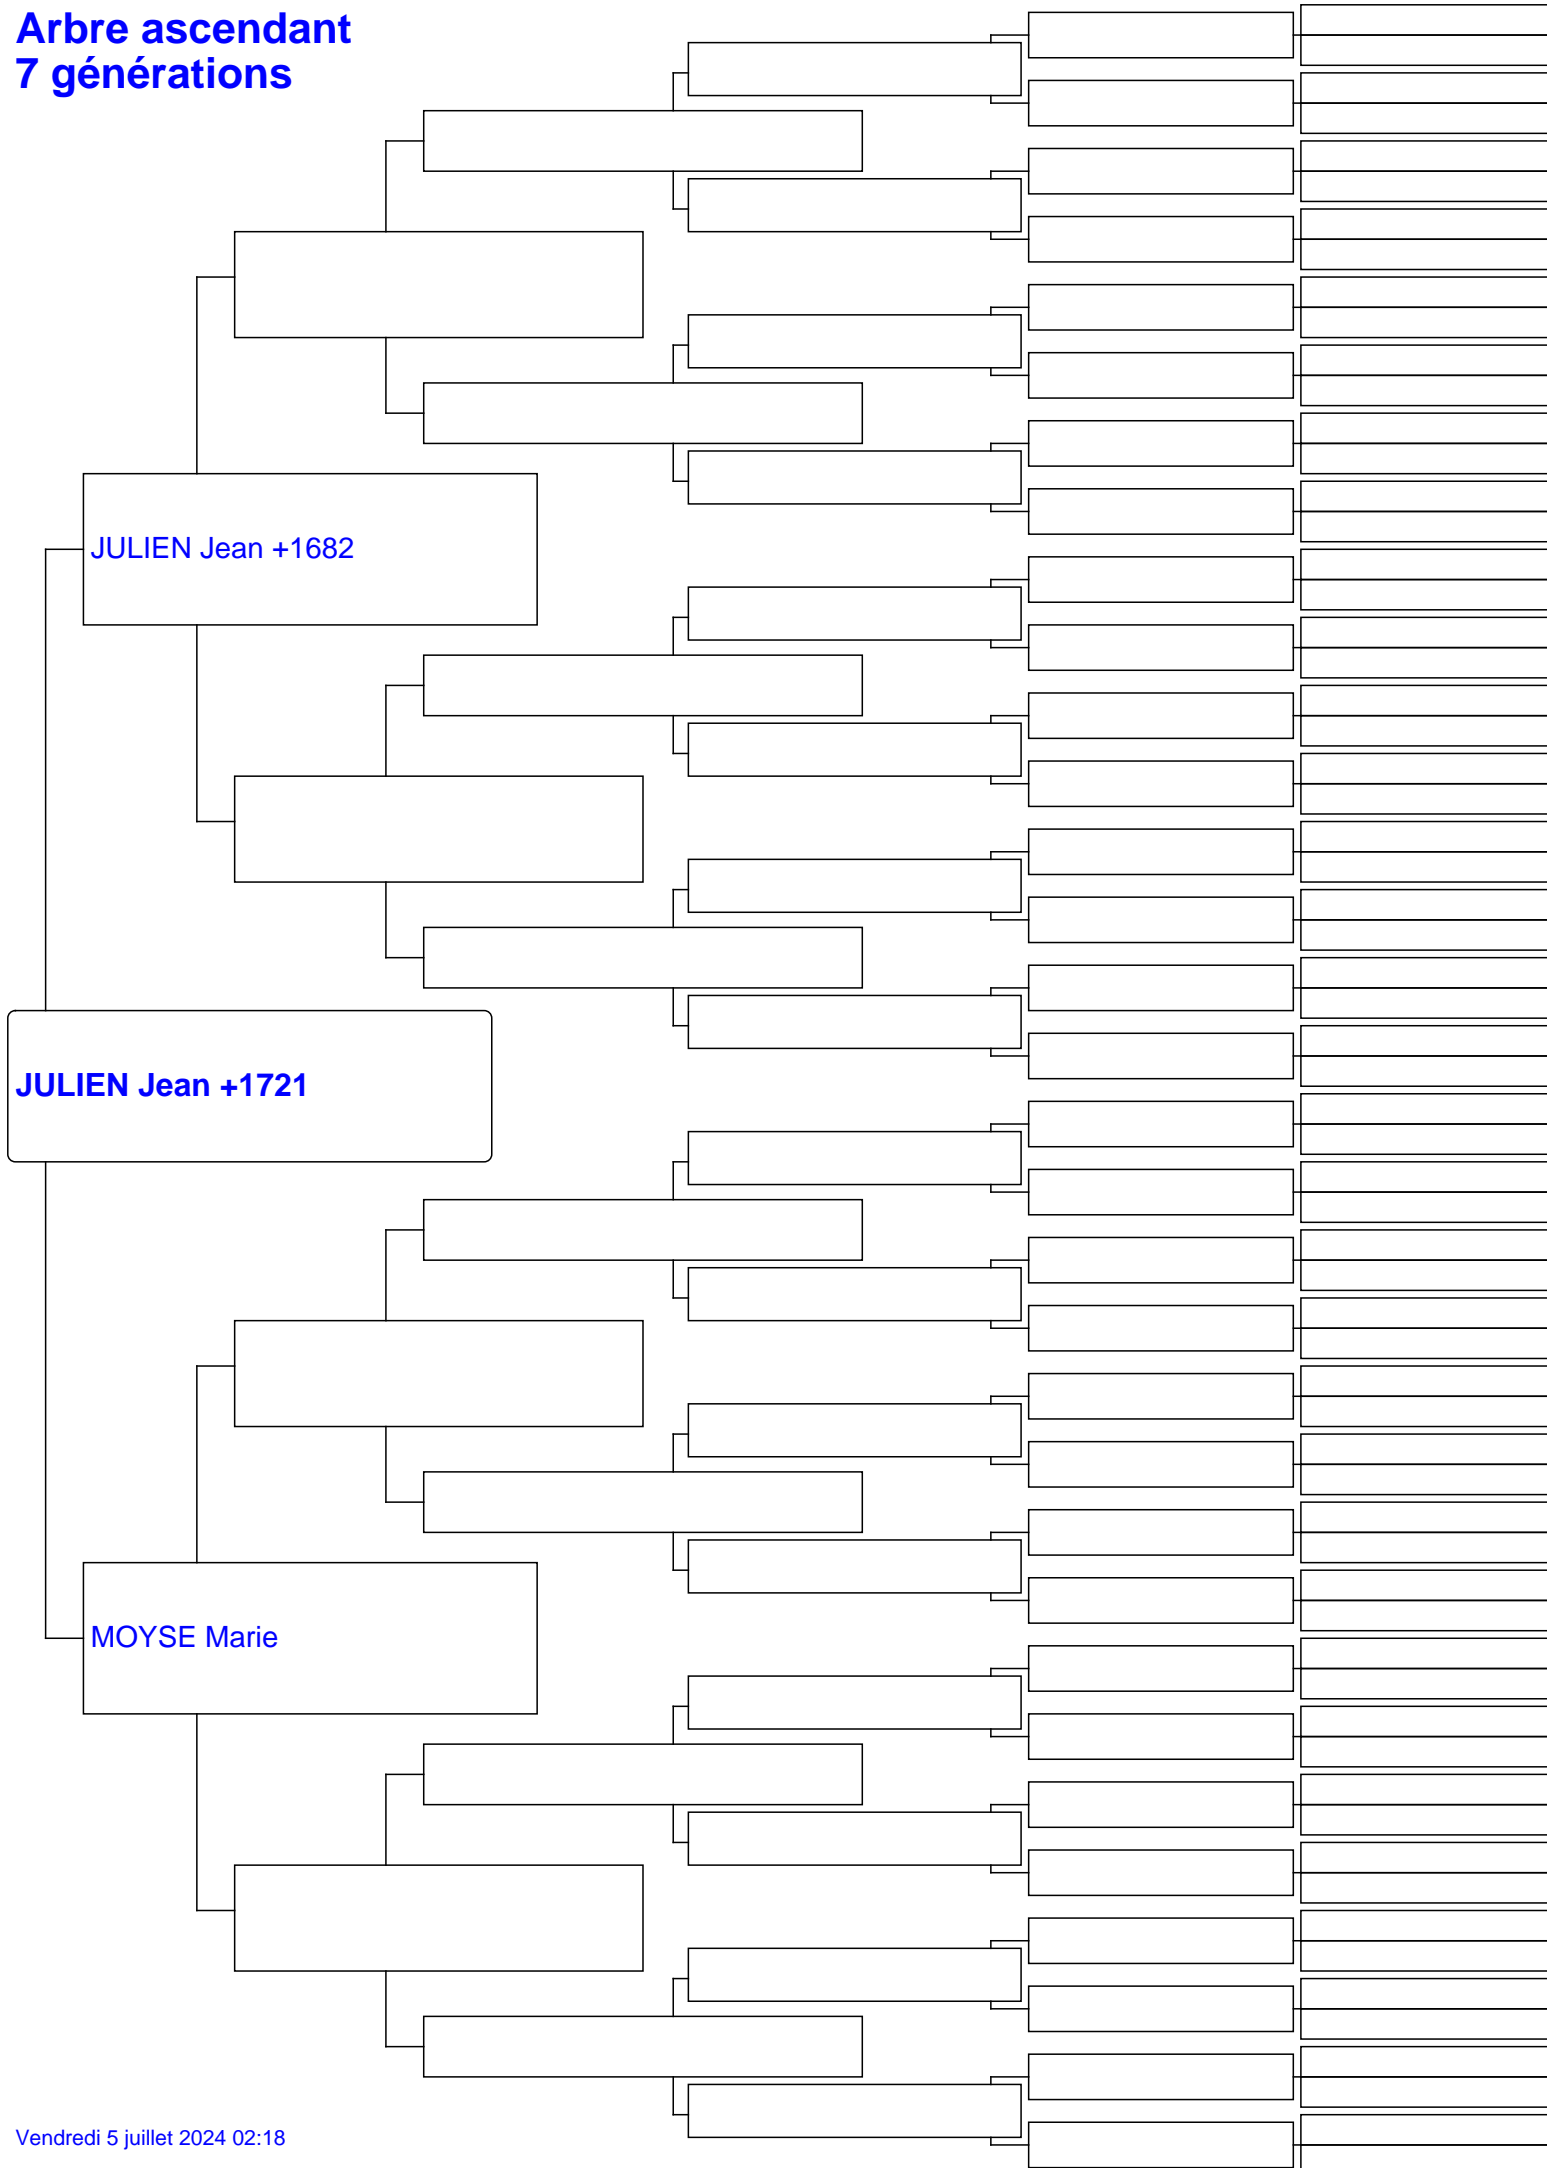 Arbre ascendant
7 générations
JULIEN Jean +1682
JULIEN Jean +1721
MOYSE Marie
Vendredi 5 juillet 2024 02:18